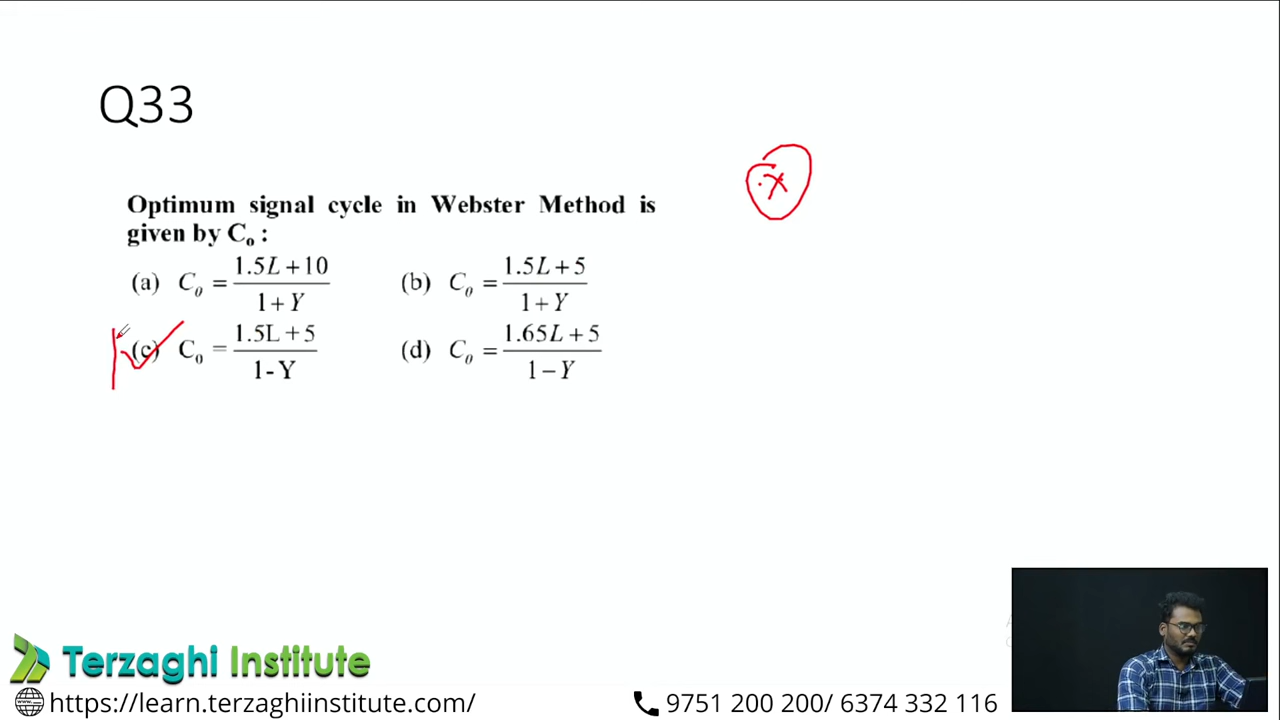 Q33
Optimum signal cycle in Webster Method is
given by C₀ :
(a) C₀ = (1.5L + 10) / (1 + Y) (b) C₀ = (1.5L + 5) / (1 + Y)
(c) C₀ = (1.5L + 5) / (1 - Y) (d) C₀ = (1.65L + 5) / (1 − Y)
Terzaghi Institute
https://learn.terzaghiinstitute.com/ 9751 200 200/ 6374 332 116